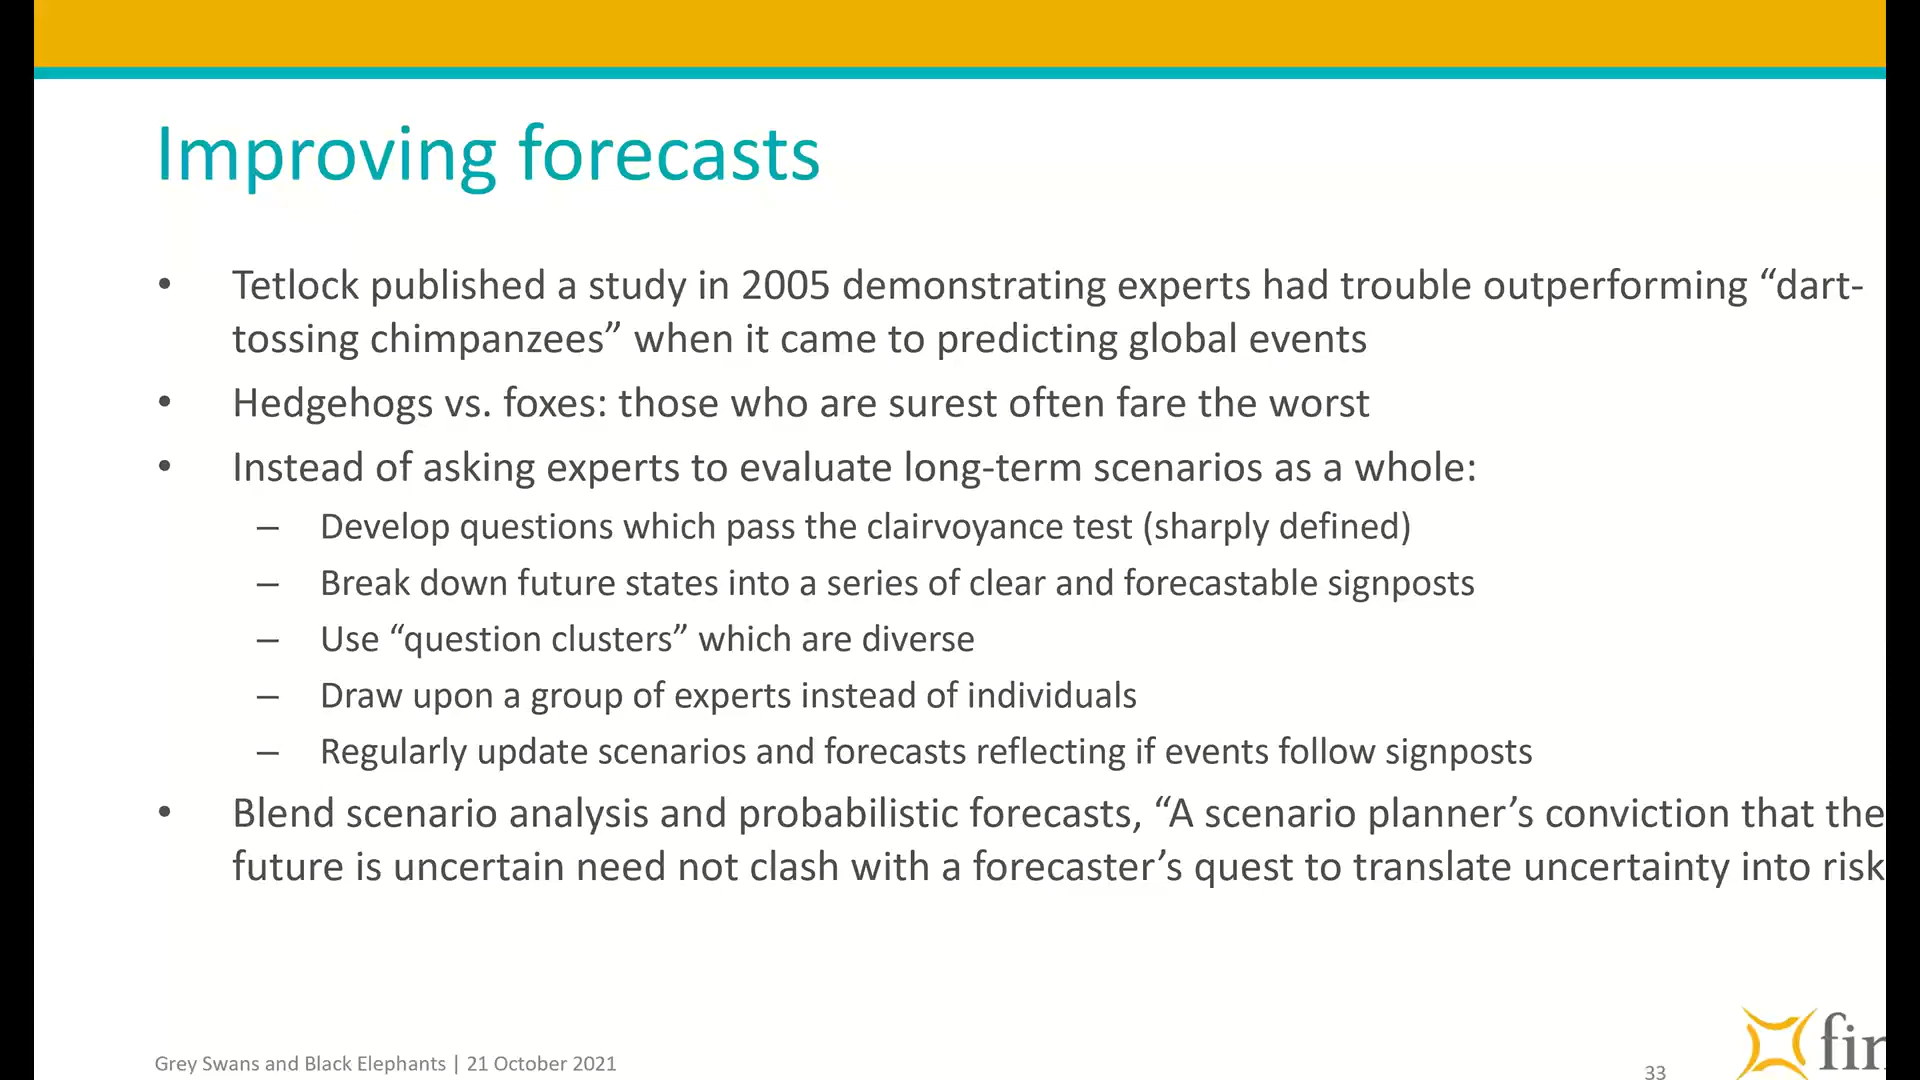 Improving forecasts
• Tetlock published a study in 2005 demonstrating experts had trouble outperforming “dart-
tossing chimpanzees” when it came to predicting global events
• Hedgehogs vs. foxes: those who are surest often fare the worst
• Instead of asking experts to evaluate long-term scenarios as a whole:
– Develop questions which pass the clairvoyance test (sharply defined)
– Break down future states into a series of clear and forecastable signposts
– Use “question clusters” which are diverse
– Draw upon a group of experts instead of individuals
– Regularly update scenarios and forecasts reflecting if events follow signposts
• Blend scenario analysis and probabilistic forecasts, “A scenario planner’s conviction that the
future is uncertain need not clash with a forecaster’s quest to translate uncertainty into risk
Grey Swans and Black Elephants | 21 October 2021
33